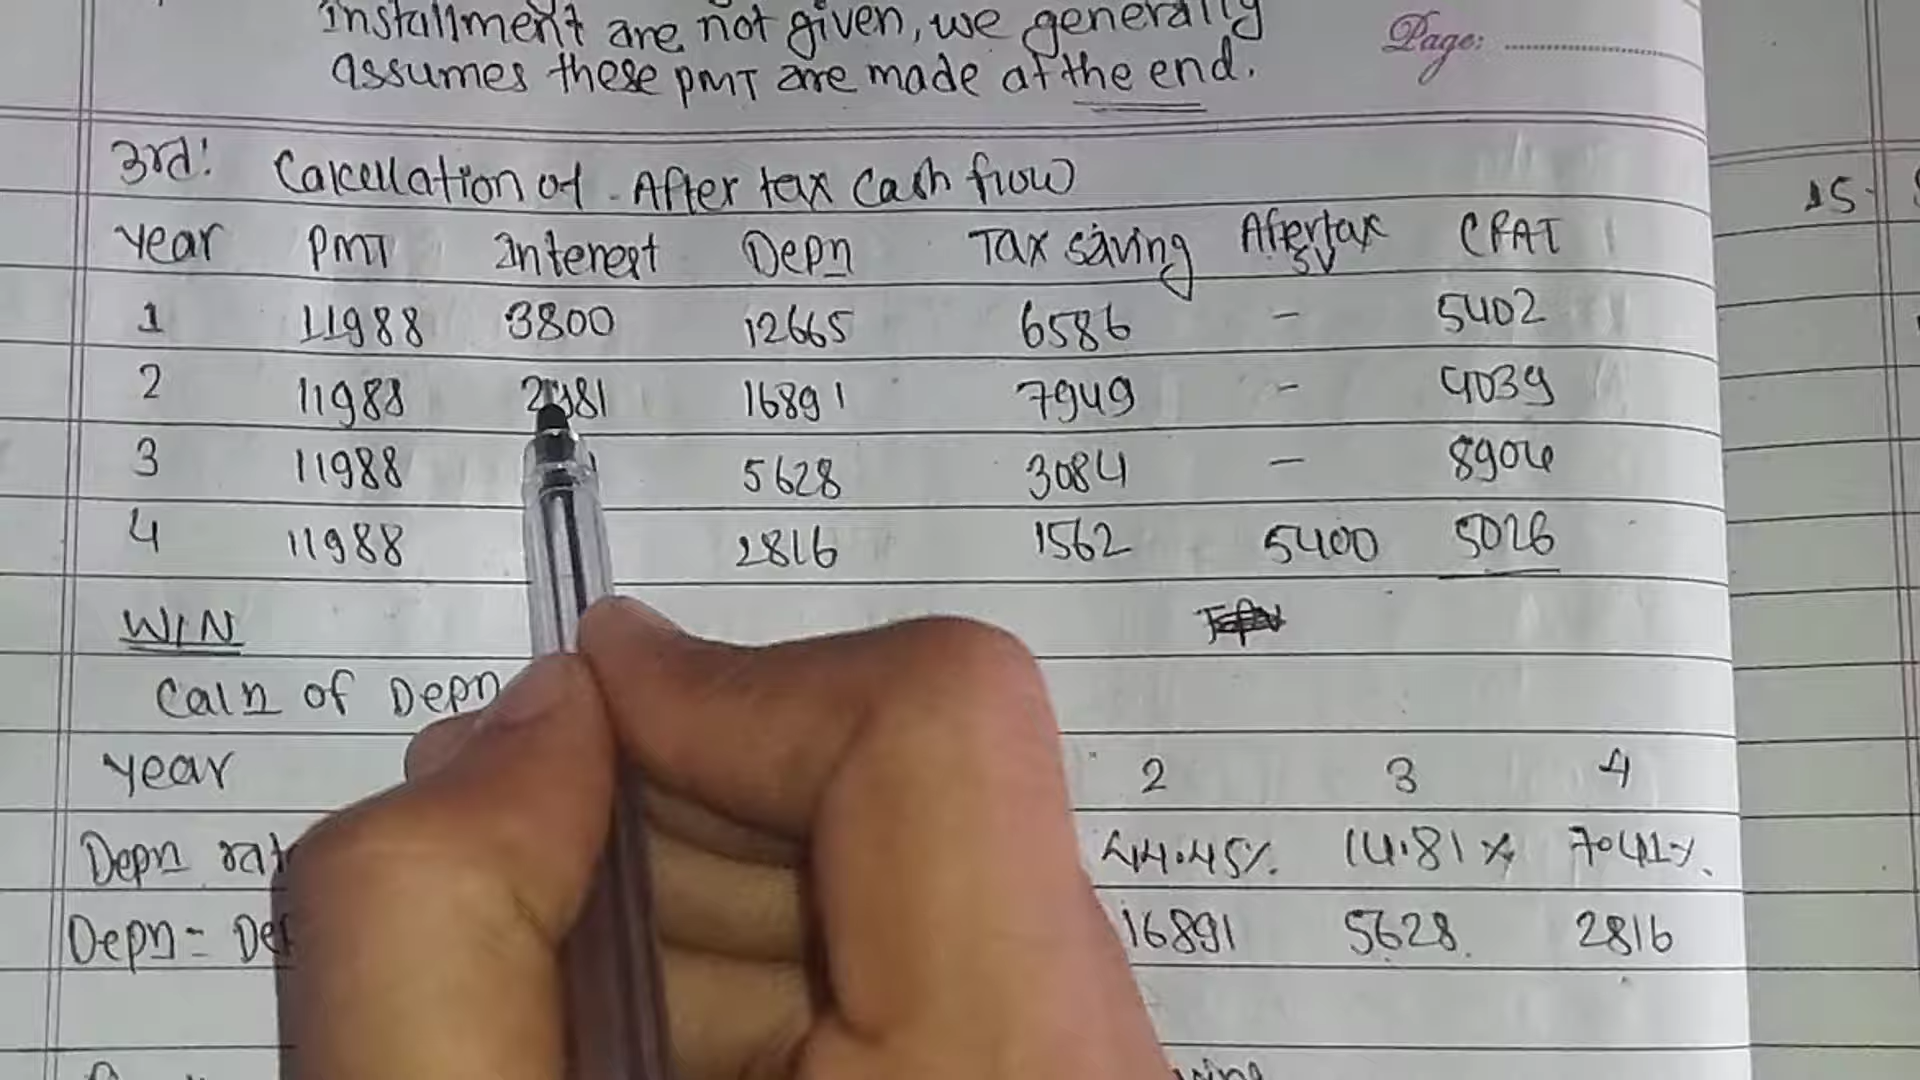 Installment are not given, we generally
assumes these PMT are made at the end.
Page:
3rd: Calculation of After tax cash flow
Year PMT Interest Depn Tax saving Aftertax SV CFAT
1 11988 3800 12665 6586 - 5402
2 11988 2981 16891 7949 - 4039
3 11988 5628 3084 - 8904
4 11988 2816 1562 5400 5026
W/N
Caln of Depn
year 2 3 4
Depn 44.45% 14.81% 7.41%
Depn = 16891 5628 2816
15